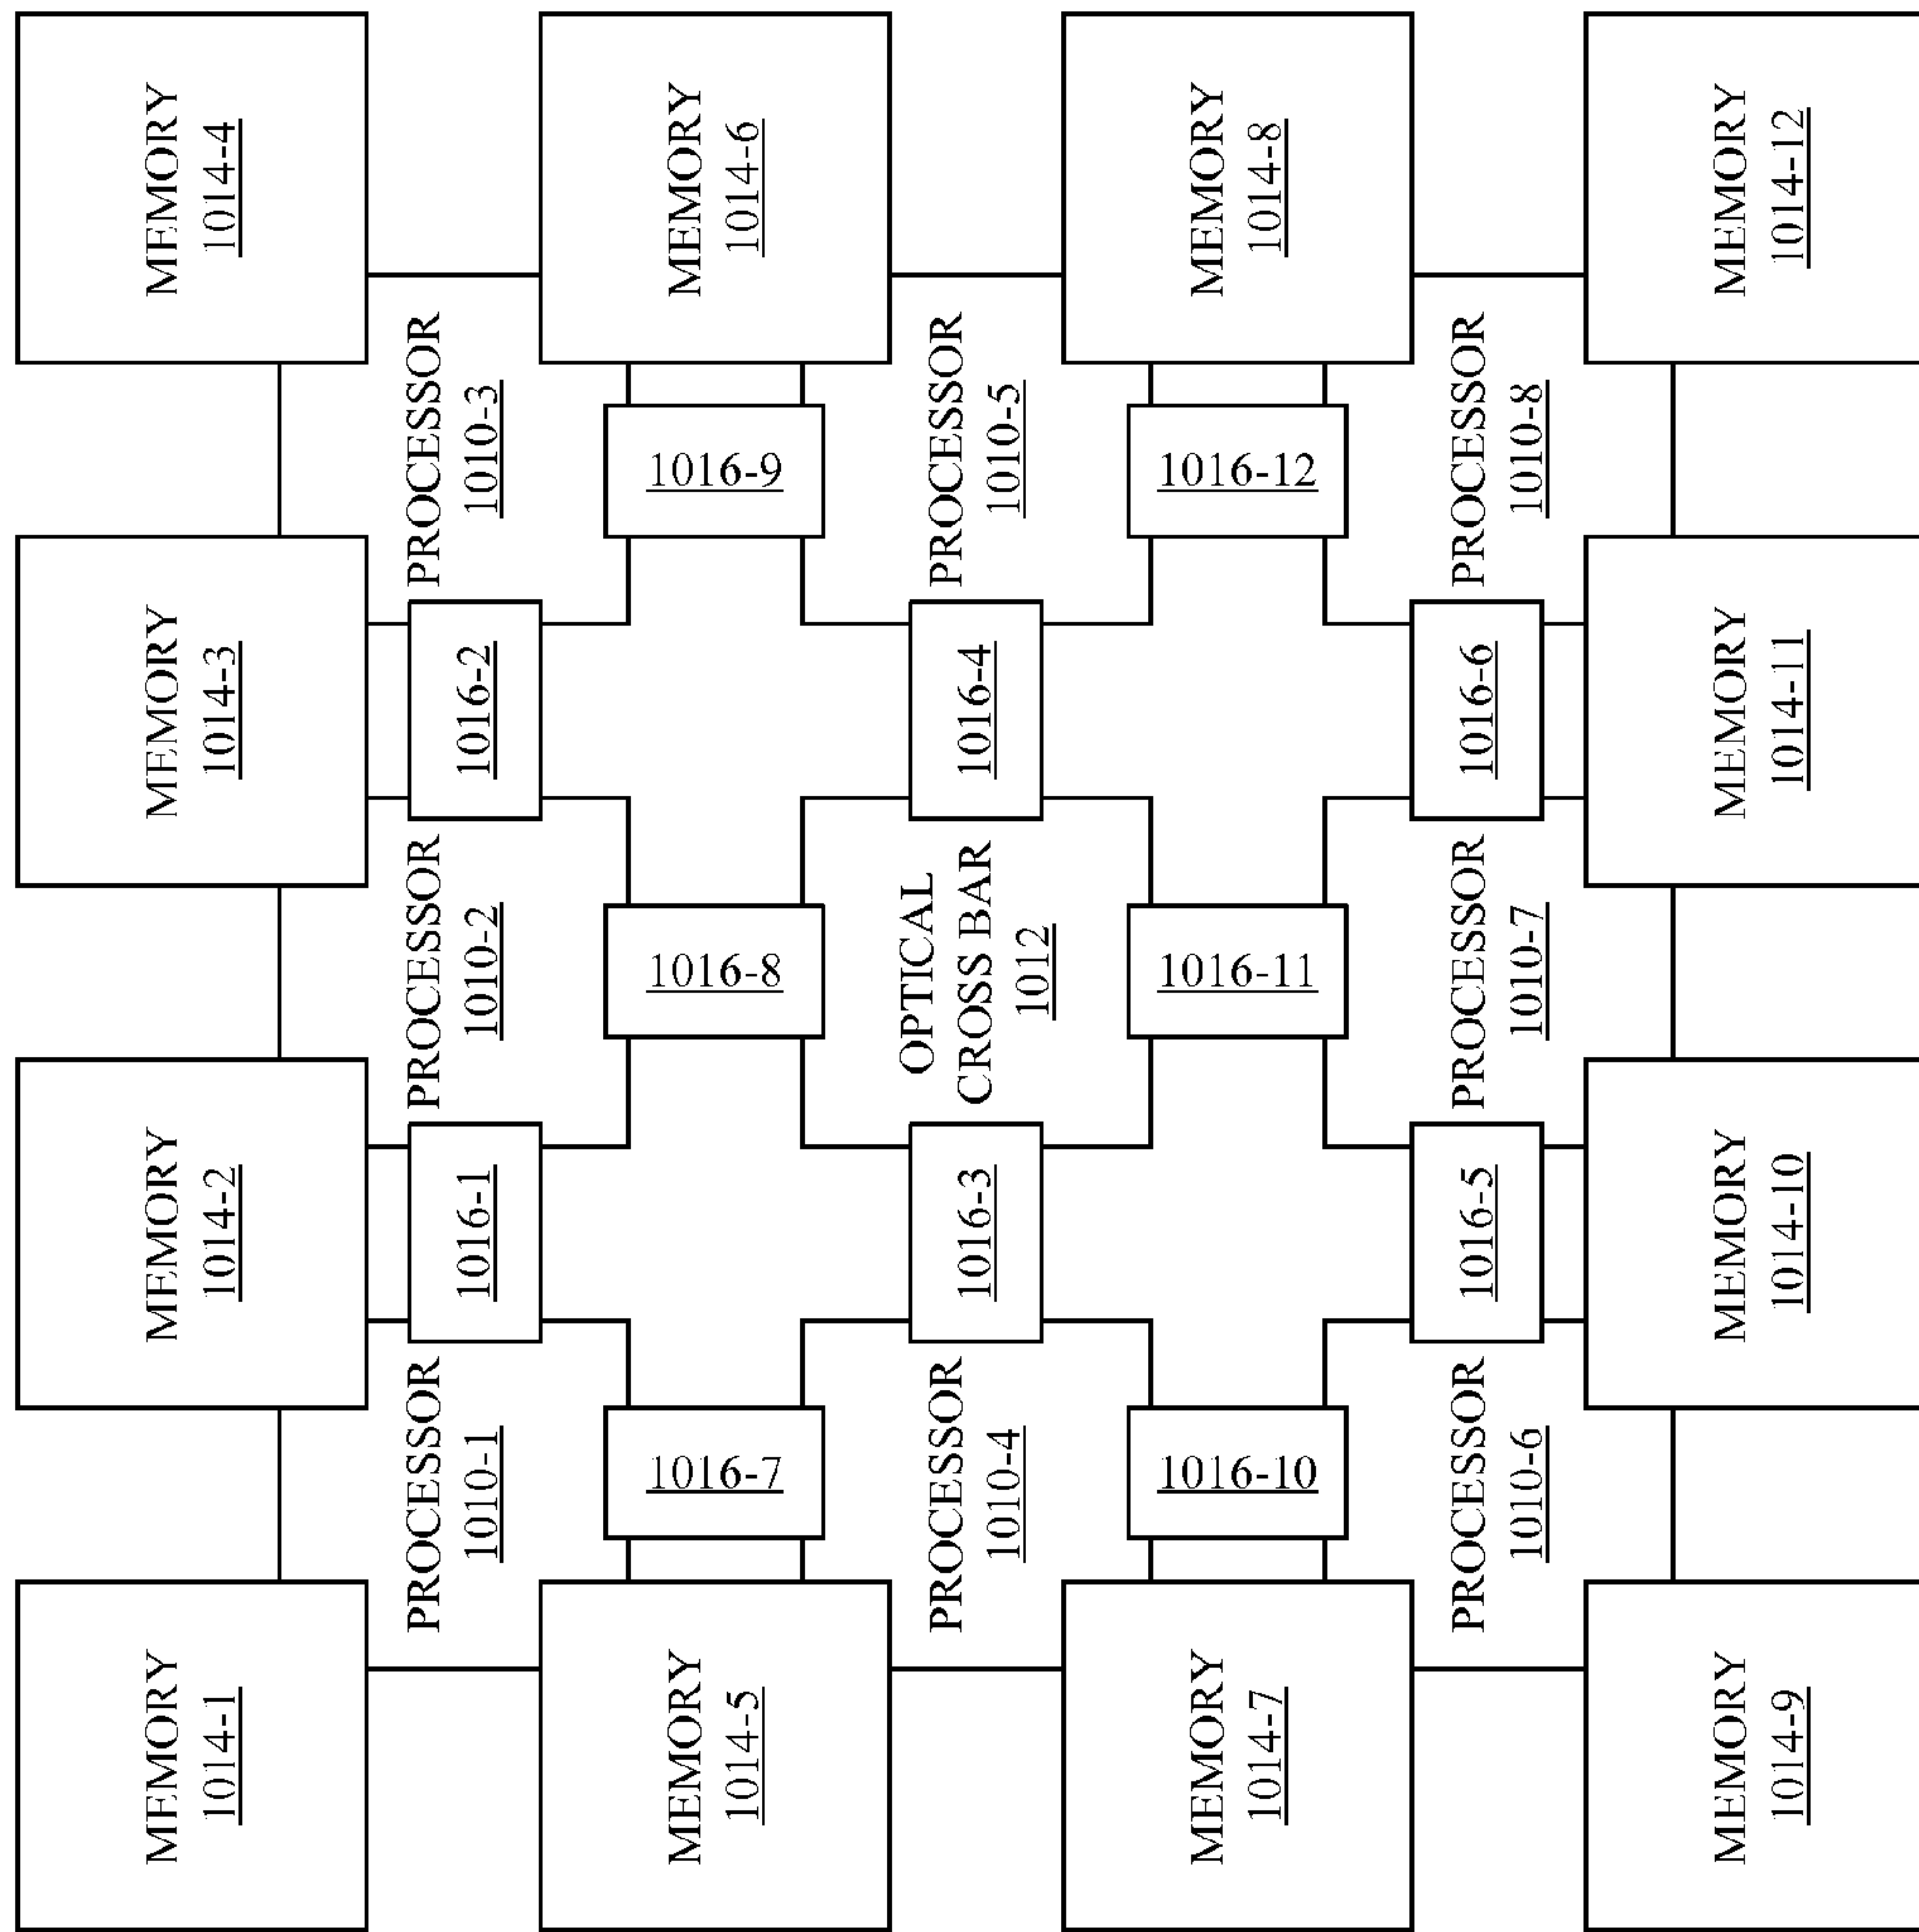 MEMORY
1014-1
MEMORY
1014-2
MEMORY
1014-3
MEMORY
1014-4
PROCESSOR
1010-1
1016-1
PROCESSOR
1010-2
1016-2
PROCESSOR
1010-3
MEMORY
1014-5
1016-7
1016-8
1016-9
MEMORY
1014-6
PROCESSOR
1010-4
1016-3
OPTICAL
CROSS BAR
1012
1016-4
PROCESSOR
1010-5
MEMORY
1014-7
1016-10
1016-11
1016-12
MEMORY
1014-8
PROCESSOR
1010-6
1016-5
PROCESSOR
1010-7
1016-6
PROCESSOR
1010-8
MEMORY
1014-9
MEMORY
1014-10
MEMORY
1014-11
MEMORY
1014-12